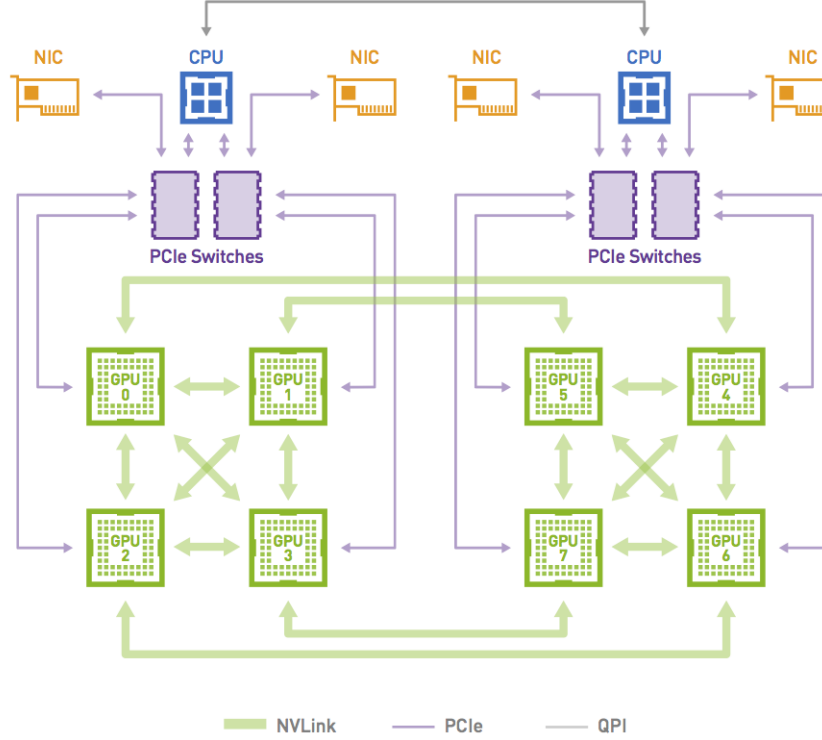 NIC
CPU
NIC
NIC
CPU
NIC
PCIe Switches
PCIe Switches
GPU
0
GPU
1
GPU
5
GPU
4
GPU
2
GPU
3
GPU
7
GPU
6
NVLink
PCIe
QPI